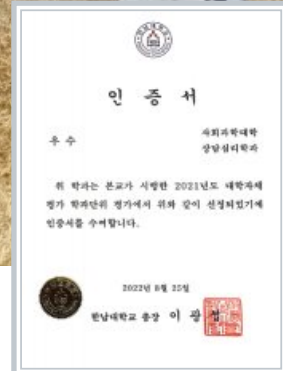 인 증 서
우 수
사회과학대학
상담심리학과
위 학과는 본교가 시행한 2021년도 대학자체
평가 학과단위 평가에서 위와 같이 선정되었기에
인증서를 수여합니다.
2022년 8월 25일
한남대학교 총장 이 광 섭